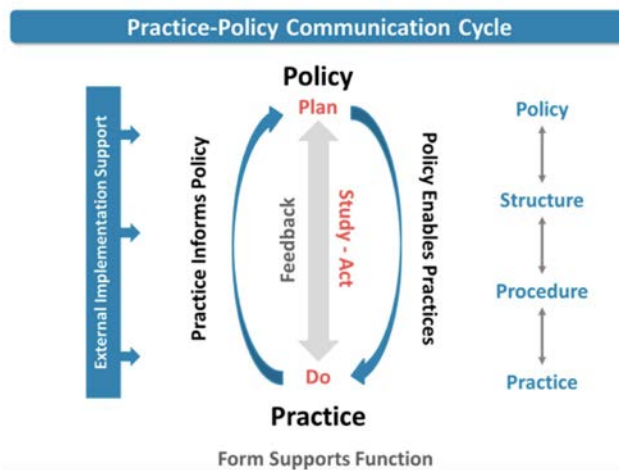 Practice-Policy Communication Cycle
External Implementation Support
Practice Informs Policy
Policy
Plan
Feedback
Study - Act
Do
Practice
Policy Enables Practices
Policy
Structure
Procedure
Practice
Form Supports Function